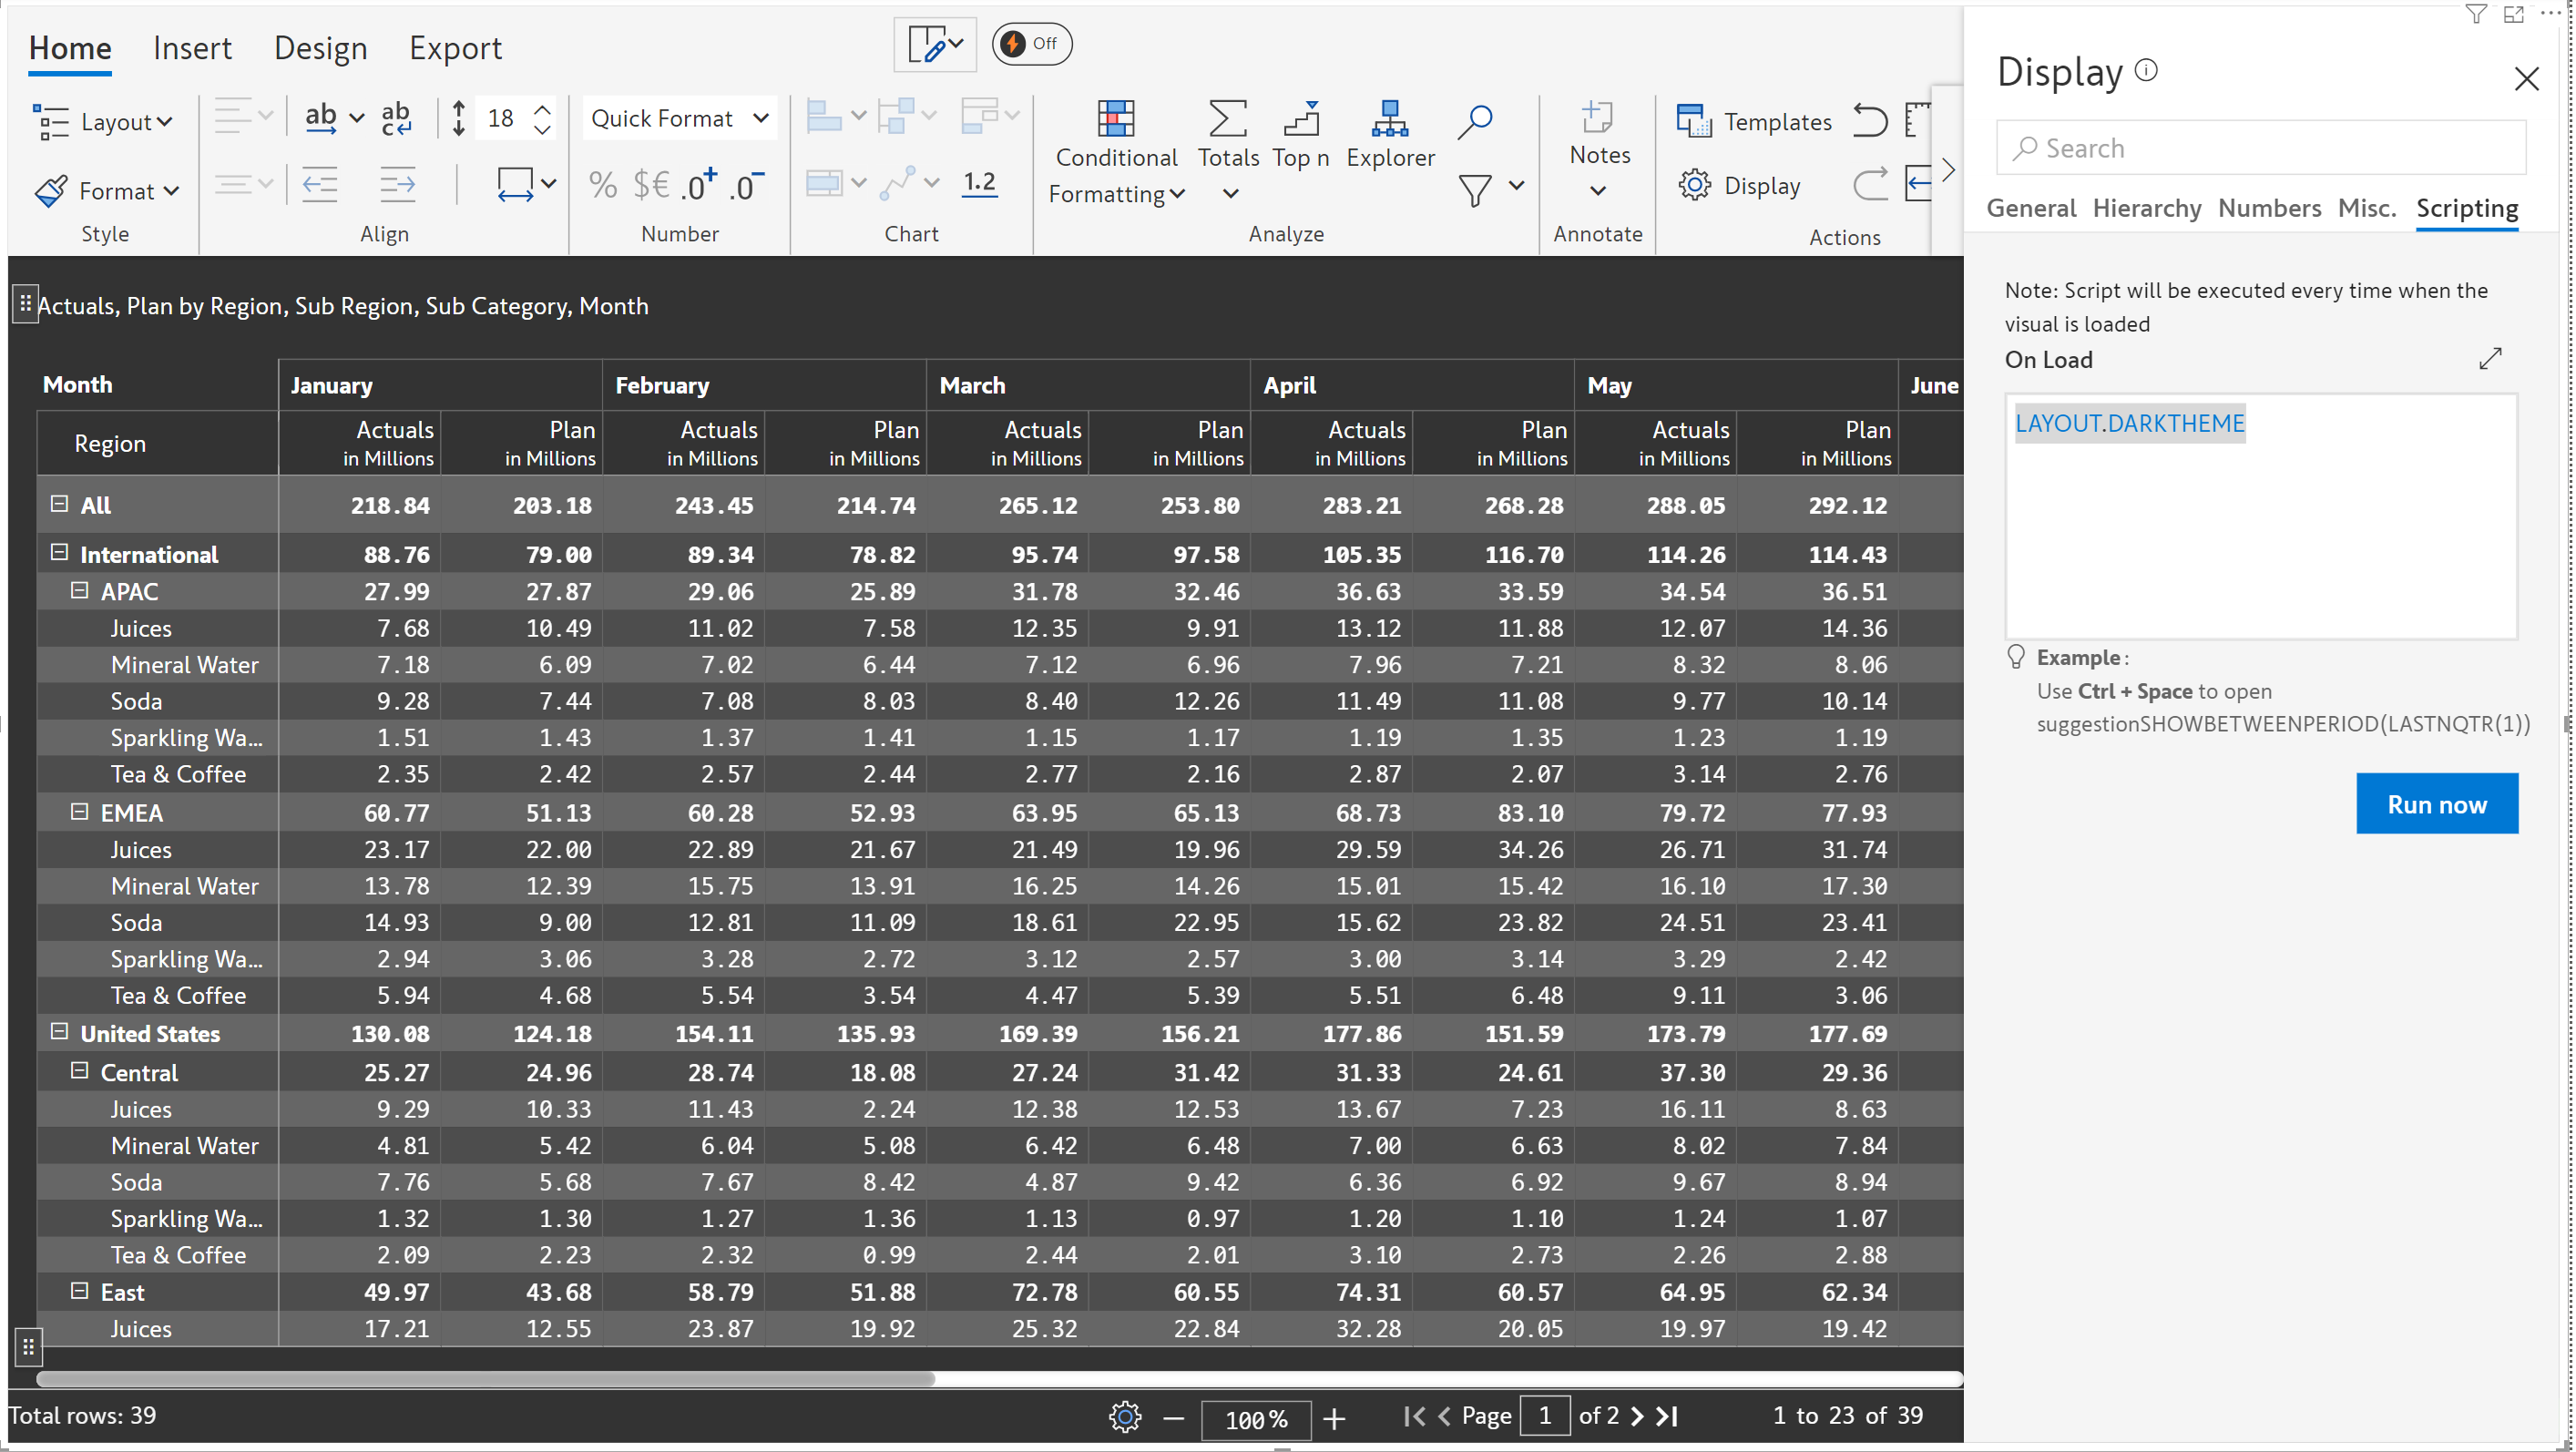 Home Insert Design Export Off
Layout ab ab c 18 Quick Format Conditional Formatting Totals Top n Explorer Notes Templates
Format % $€ .0+ .0- 1.2 Display
Style Align Number Chart Analyze Annotate Actions
Actuals, Plan by Region, Sub Region, Sub Category, Month
Month January February March April May June
Region Actuals in Millions Plan in Millions Actuals in Millions Plan in Millions Actuals in Millions Plan in Millions Actuals in Millions Plan in Millions Actuals in Millions Plan in Millions
All 218.84 203.18 243.45 214.74 265.12 253.80 283.21 268.28 288.05 292.12
International 88.76 79.00 89.34 78.82 95.74 97.58 105.35 116.70 114.26 114.43
APAC 27.99 27.87 29.06 25.89 31.78 32.46 36.63 33.59 34.54 36.51
Juices 7.68 10.49 11.02 7.58 12.35 9.91 13.12 11.88 12.07 14.36
Mineral Water 7.18 6.09 7.02 6.44 7.12 6.96 7.96 7.21 8.32 8.06
Soda 9.28 7.44 7.08 8.03 8.40 12.26 11.49 11.08 9.77 10.14
Sparkling Wa... 1.51 1.43 1.37 1.41 1.15 1.17 1.19 1.35 1.23 1.19
Tea & Coffee 2.35 2.42 2.57 2.44 2.77 2.16 2.87 2.07 3.14 2.76
EMEA 60.77 51.13 60.28 52.93 63.95 65.13 68.73 83.10 79.72 77.93
Juices 23.17 22.00 22.89 21.67 21.49 19.96 29.59 34.26 26.71 31.74
Mineral Water 13.78 12.39 15.75 13.91 16.25 14.26 15.01 15.42 16.10 17.30
Soda 14.93 9.00 12.81 11.09 18.61 22.95 15.62 23.82 24.51 23.41
Sparkling Wa... 2.94 3.06 3.28 2.72 3.12 2.57 3.00 3.14 3.29 2.42
Tea & Coffee 5.94 4.68 5.54 3.54 4.47 5.39 5.51 6.48 9.11 3.06
United States 130.08 124.18 154.11 135.93 169.39 156.21 177.86 151.59 173.79 177.69
Central 25.27 24.96 28.74 18.08 27.24 31.42 31.33 24.61 37.30 29.36
Juices 9.29 10.33 11.43 2.24 12.38 12.53 13.67 7.23 16.11 8.63
Mineral Water 4.81 5.42 6.04 5.08 6.42 6.48 7.00 6.63 8.02 7.84
Soda 7.76 5.68 7.67 8.42 4.87 9.42 6.36 6.92 9.67 8.94
Sparkling Wa... 1.32 1.30 1.27 1.36 1.13 0.97 1.20 1.10 1.24 1.07
Tea & Coffee 2.09 2.23 2.32 0.99 2.44 2.01 3.10 2.73 2.26 2.88
East 49.97 43.68 58.79 51.88 72.78 60.55 74.31 60.57 64.95 62.34
Juices 17.21 12.55 23.87 19.92 25.32 22.84 32.28 20.05 19.97 19.42
Total rows: 39 100% Page 1 of 2 1 to 23 of 39
Display
Search
General Hierarchy Numbers Misc. Scripting
Note: Script will be executed every time when the
visual is loaded
On Load
LAYOUT.DARKTHEME
Example:
Use Ctrl + Space to open
suggestionSHOWBETWEENPERIOD(LASTNQTR(1))
Run now